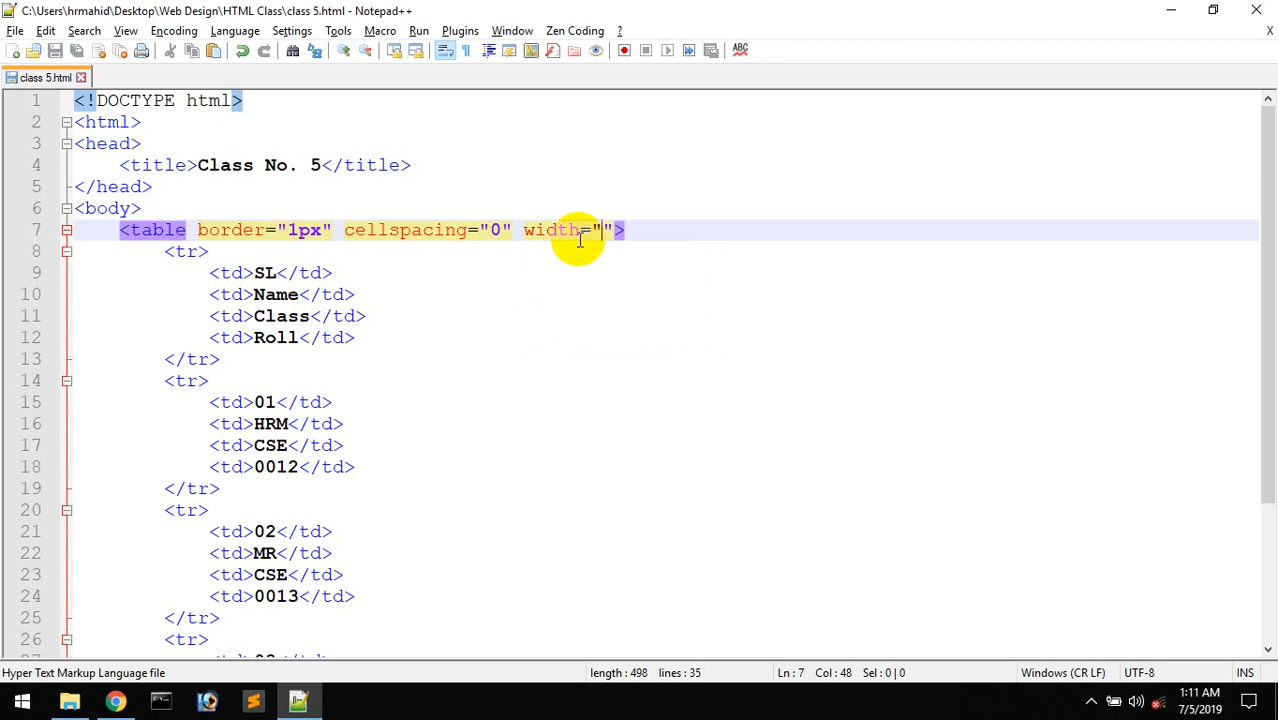 C:\Users\hrmahid\Desktop\Web Design\HTML Class\class 5.html - Notepad++
File Edit Search View Encoding Language Settings Tools Macro Run Plugins Window Zen Coding ? X
class 5.html
1 <!DOCTYPE html>
2 <html>
3 <head>
4 <title>Class No. 5</title>
5 </head>
6 <body>
7 <table border="1px" cellspacing="0" width="">
8 <tr>
9 <td>SL</td>
10 <td>Name</td>
11 <td>Class</td>
12 <td>Roll</td>
13 </tr>
14 <tr>
15 <td>01</td>
16 <td>HRM</td>
17 <td>CSE</td>
18 <td>0012</td>
19 </tr>
20 <tr>
21 <td>02</td>
22 <td>MR</td>
23 <td>CSE</td>
24 <td>0013</td>
25 </tr>
26 <tr>
Hyper Text Markup Language file length : 498 lines : 35 Ln : 7 Col : 48 Sel : 0 | 0 Windows (CR LF) UTF-8 INS
1:11 AM
7/5/2019